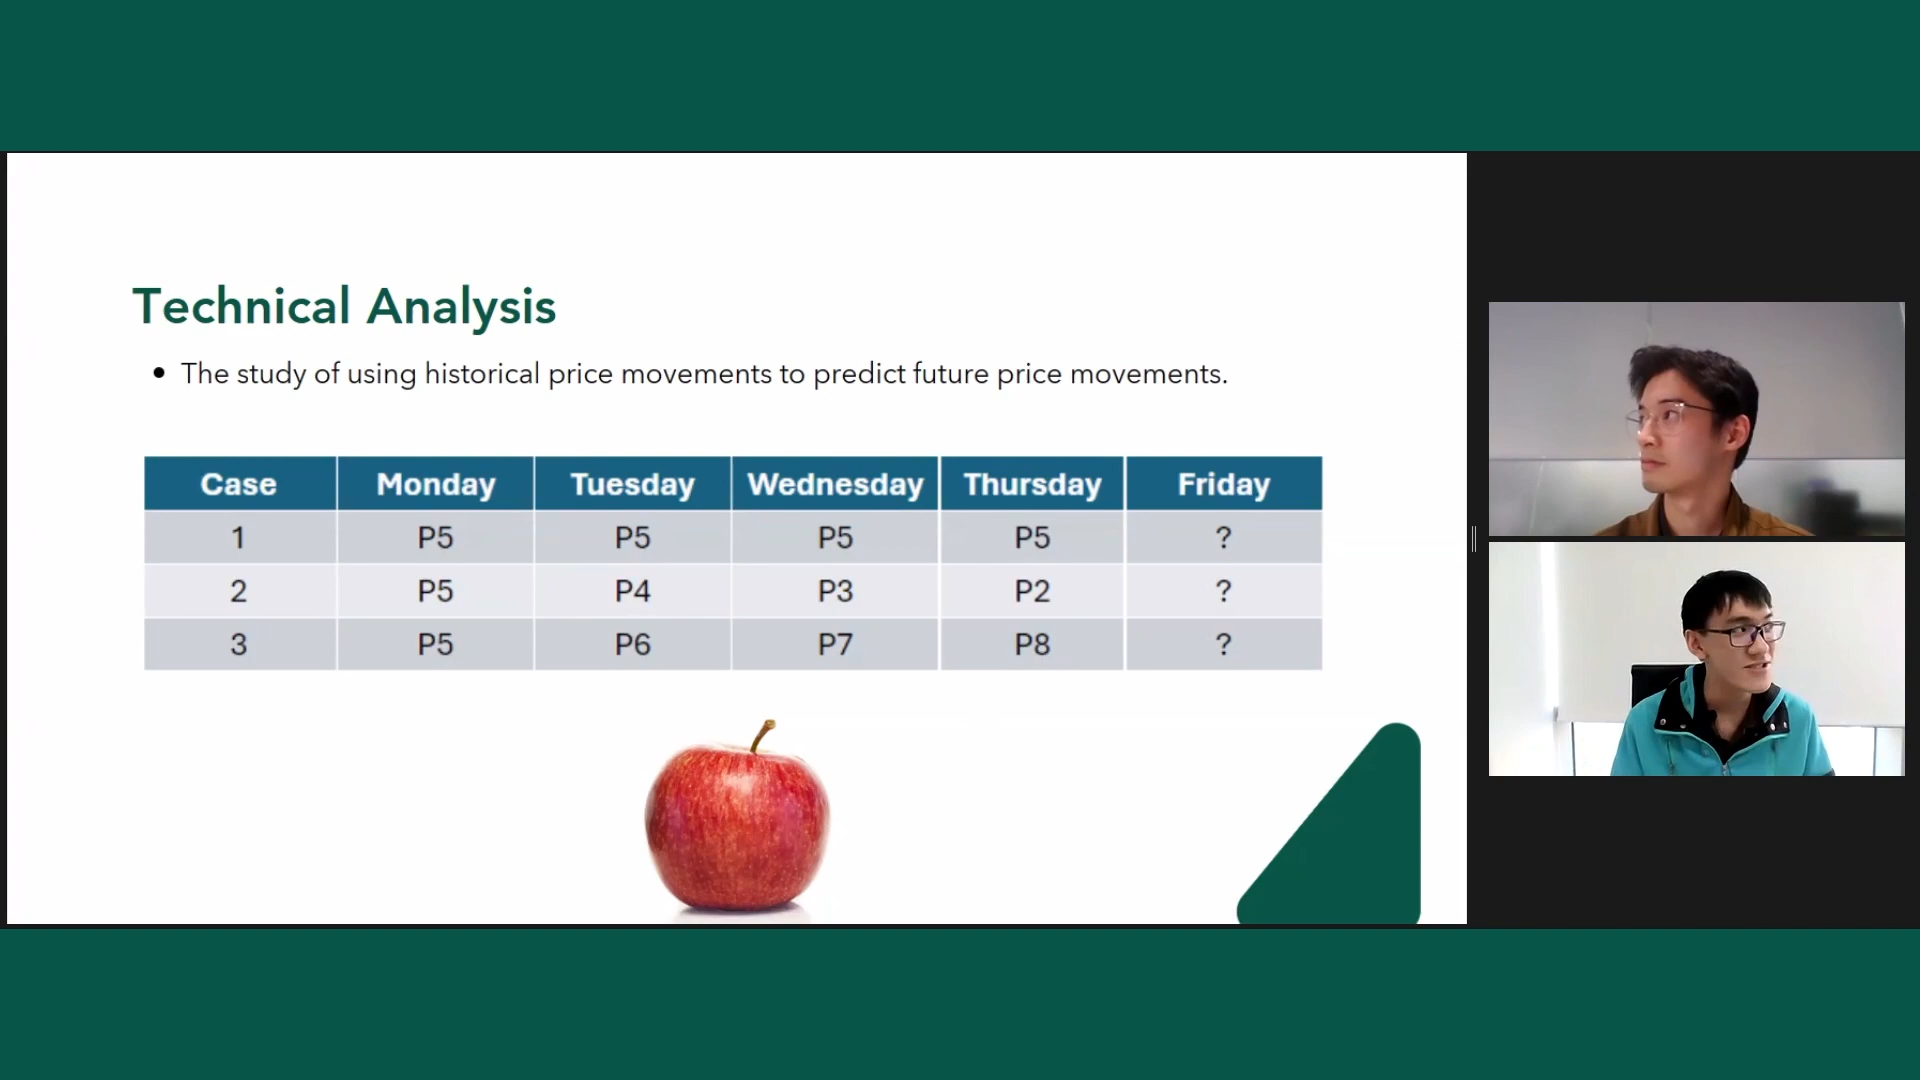 Technical Analysis
• The study of using historical price movements to predict future price movements.
Case Monday Tuesday Wednesday Thursday Friday
1 P5 P5 P5 P5 ?
2 P5 P4 P3 P2 ?
3 P5 P6 P7 P8 ?